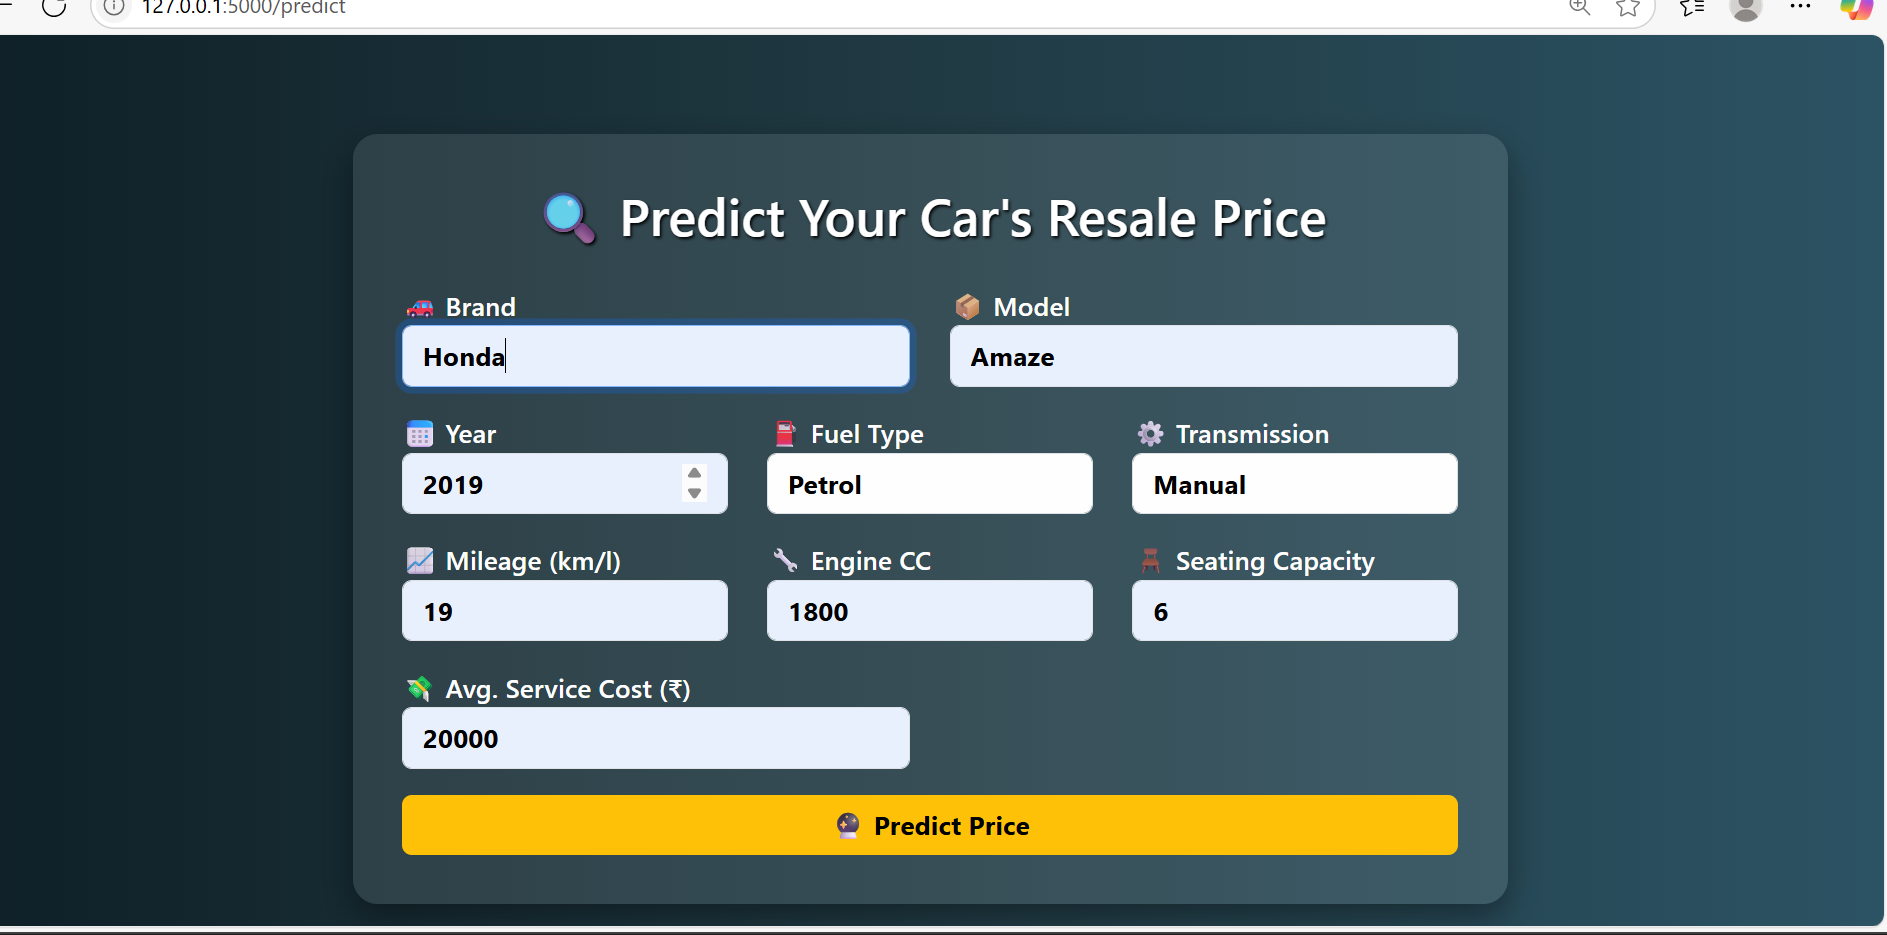 127.0.0.1:5000/predict
Predict Your Car's Resale Price
Brand
Model
Honda
Amaze
Year
Fuel Type
Transmission
2019
Petrol
Manual
Mileage (km/l)
Engine CC
Seating Capacity
19
1800
6
Avg. Service Cost (₹)
20000
Predict Price